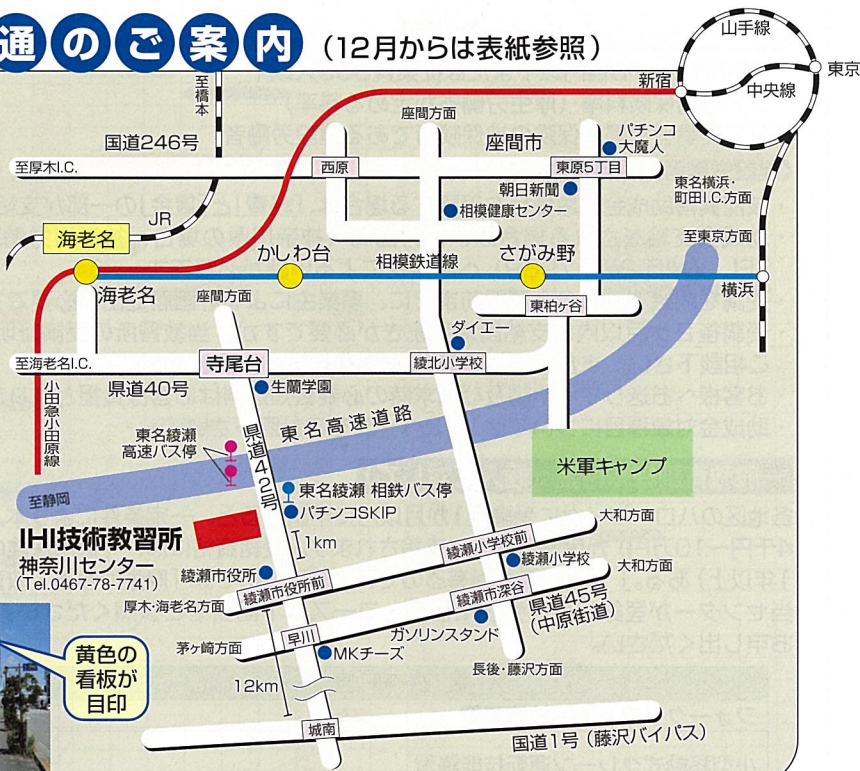 通のご案内
(12月からは表紙参照)
山手線
新宿
東京
中央線
至橋本
座間方面
国道246号
座間市
パチンコ
大魔人
至厚木I.C.
西原
東原5丁目
朝日新聞
東名横浜・
町田I.C.方面
相模健康センター
JR
至東京方面
海老名
かしわ台
相模鉄道線
さがみ野
海老名
座間方面
横浜
東柏ヶ谷
ダイエー
至海老名I.C.
寺尾台
綾北小学校
県道40号
生蘭学園
小田急小田原線
東名高速道路
東名綾瀬
高速バス停
県道42号
米軍キャンプ
至静岡
東名綾瀬 相鉄バス停
パチンコSKIP
IHI技術教習所
神奈川センター
(Tel.0467-78-7741)
1km
大和方面
綾瀬小学校前
綾瀬市役所
綾瀬小学校
大和方面
綾瀬市役所前
厚木・海老名方面
綾瀬市深谷
県道45号
(中原街道)
早川
茅ヶ崎方面
ガソリンスタンド
MKチーズ
長後・藤沢方面
黄色の
看板が
目印
12km
城南
国道1号(藤沢バイパス)